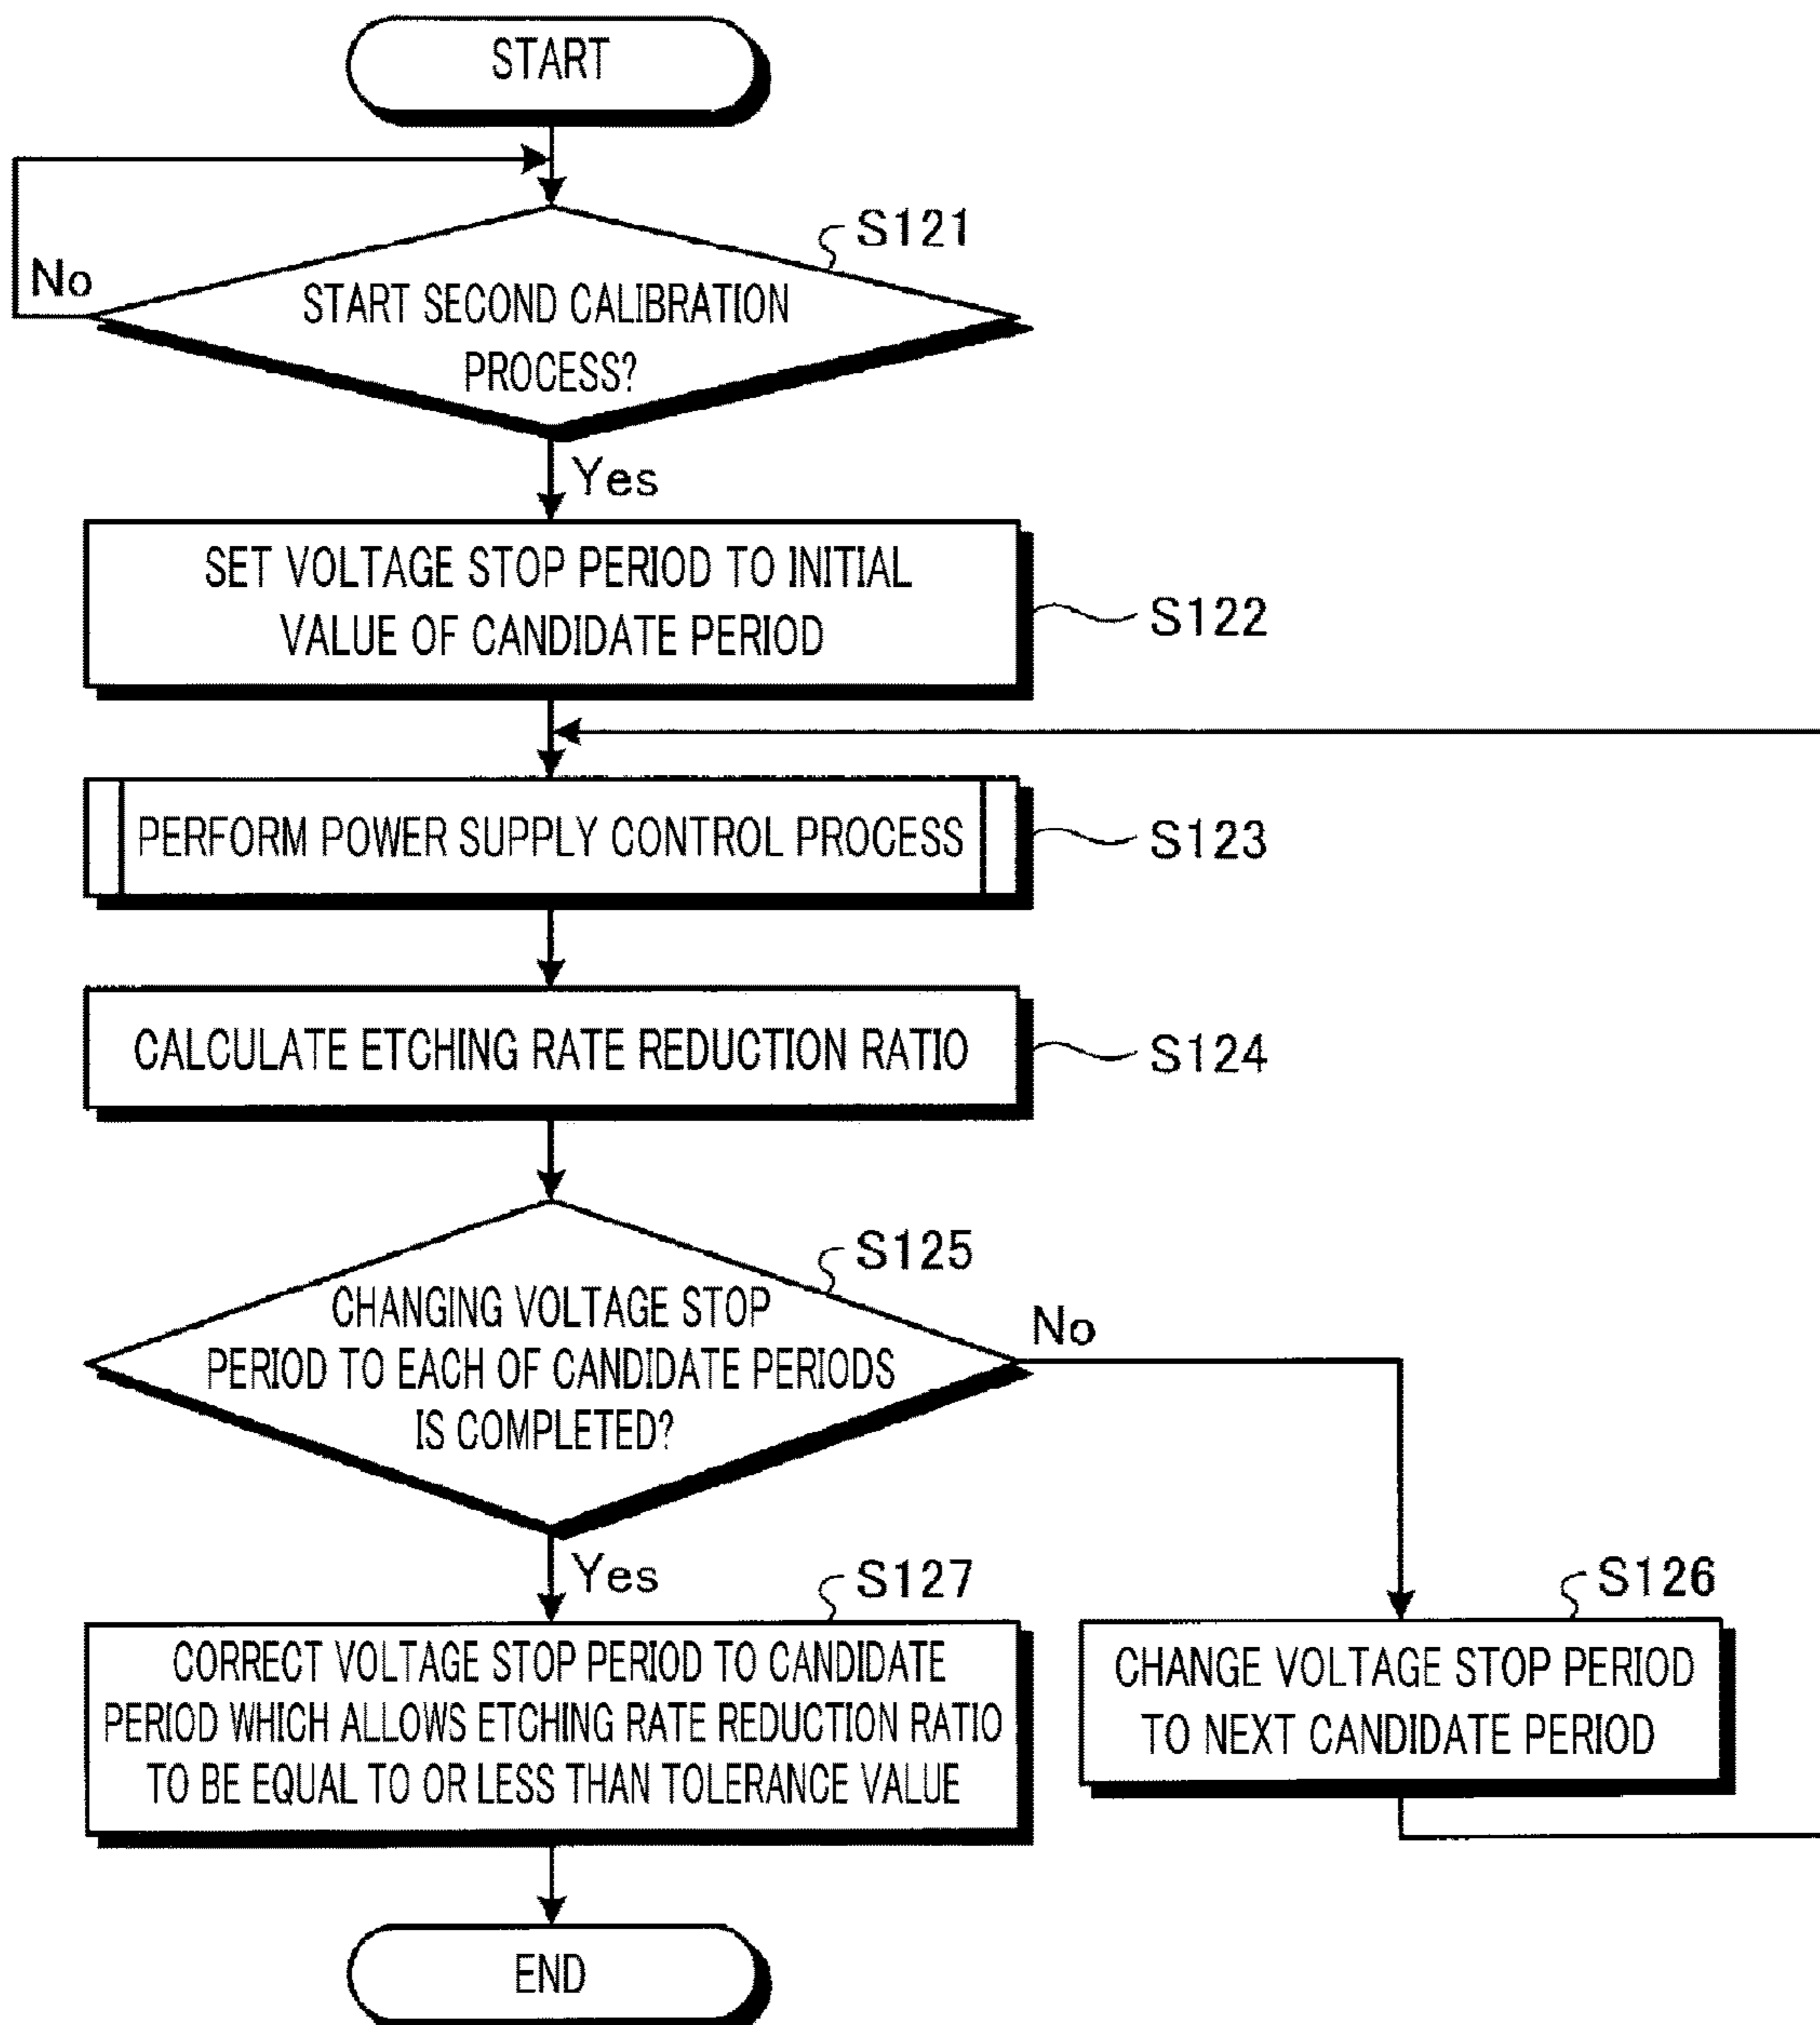 START
S121
No
START SECOND CALIBRATION
PROCESS?
Yes
SET VOLTAGE STOP PERIOD TO INITIAL
VALUE OF CANDIDATE PERIOD
S122
PERFORM POWER SUPPLY CONTROL PROCESS
S123
CALCULATE ETCHING RATE REDUCTION RATIO
S124
S125
CHANGING VOLTAGE STOP
PERIOD TO EACH OF CANDIDATE PERIODS
IS COMPLETED?
No
Yes
S127
CORRECT VOLTAGE STOP PERIOD TO CANDIDATE
PERIOD WHICH ALLOWS ETCHING RATE REDUCTION RATIO
TO BE EQUAL TO OR LESS THAN TOLERANCE VALUE
S126
CHANGE VOLTAGE STOP PERIOD
TO NEXT CANDIDATE PERIOD
END